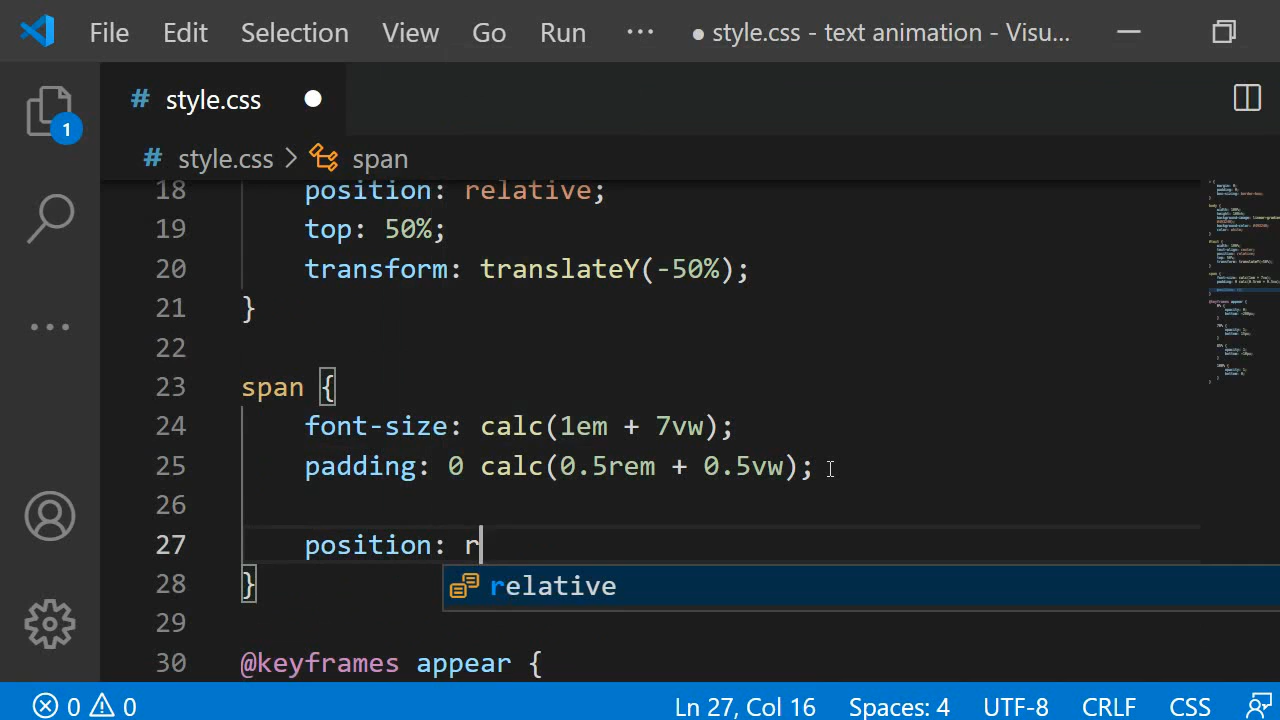 File Edit Selection View Go Run ··· ● style.css - text animation - Visu...
# style.css ●
1
# style.css > span
18 position: relative;
19 top: 50%;
20 transform: translateY(-50%);
21 }
22
23 span {
24 font-size: calc(1em + 7vw);
25 padding: 0 calc(0.5rem + 0.5vw);
26
27 position: r
relative
28 }
29
30 @keyframes appear {
0 0 Ln 27, Col 16 Spaces: 4 UTF-8 CRLF CSS